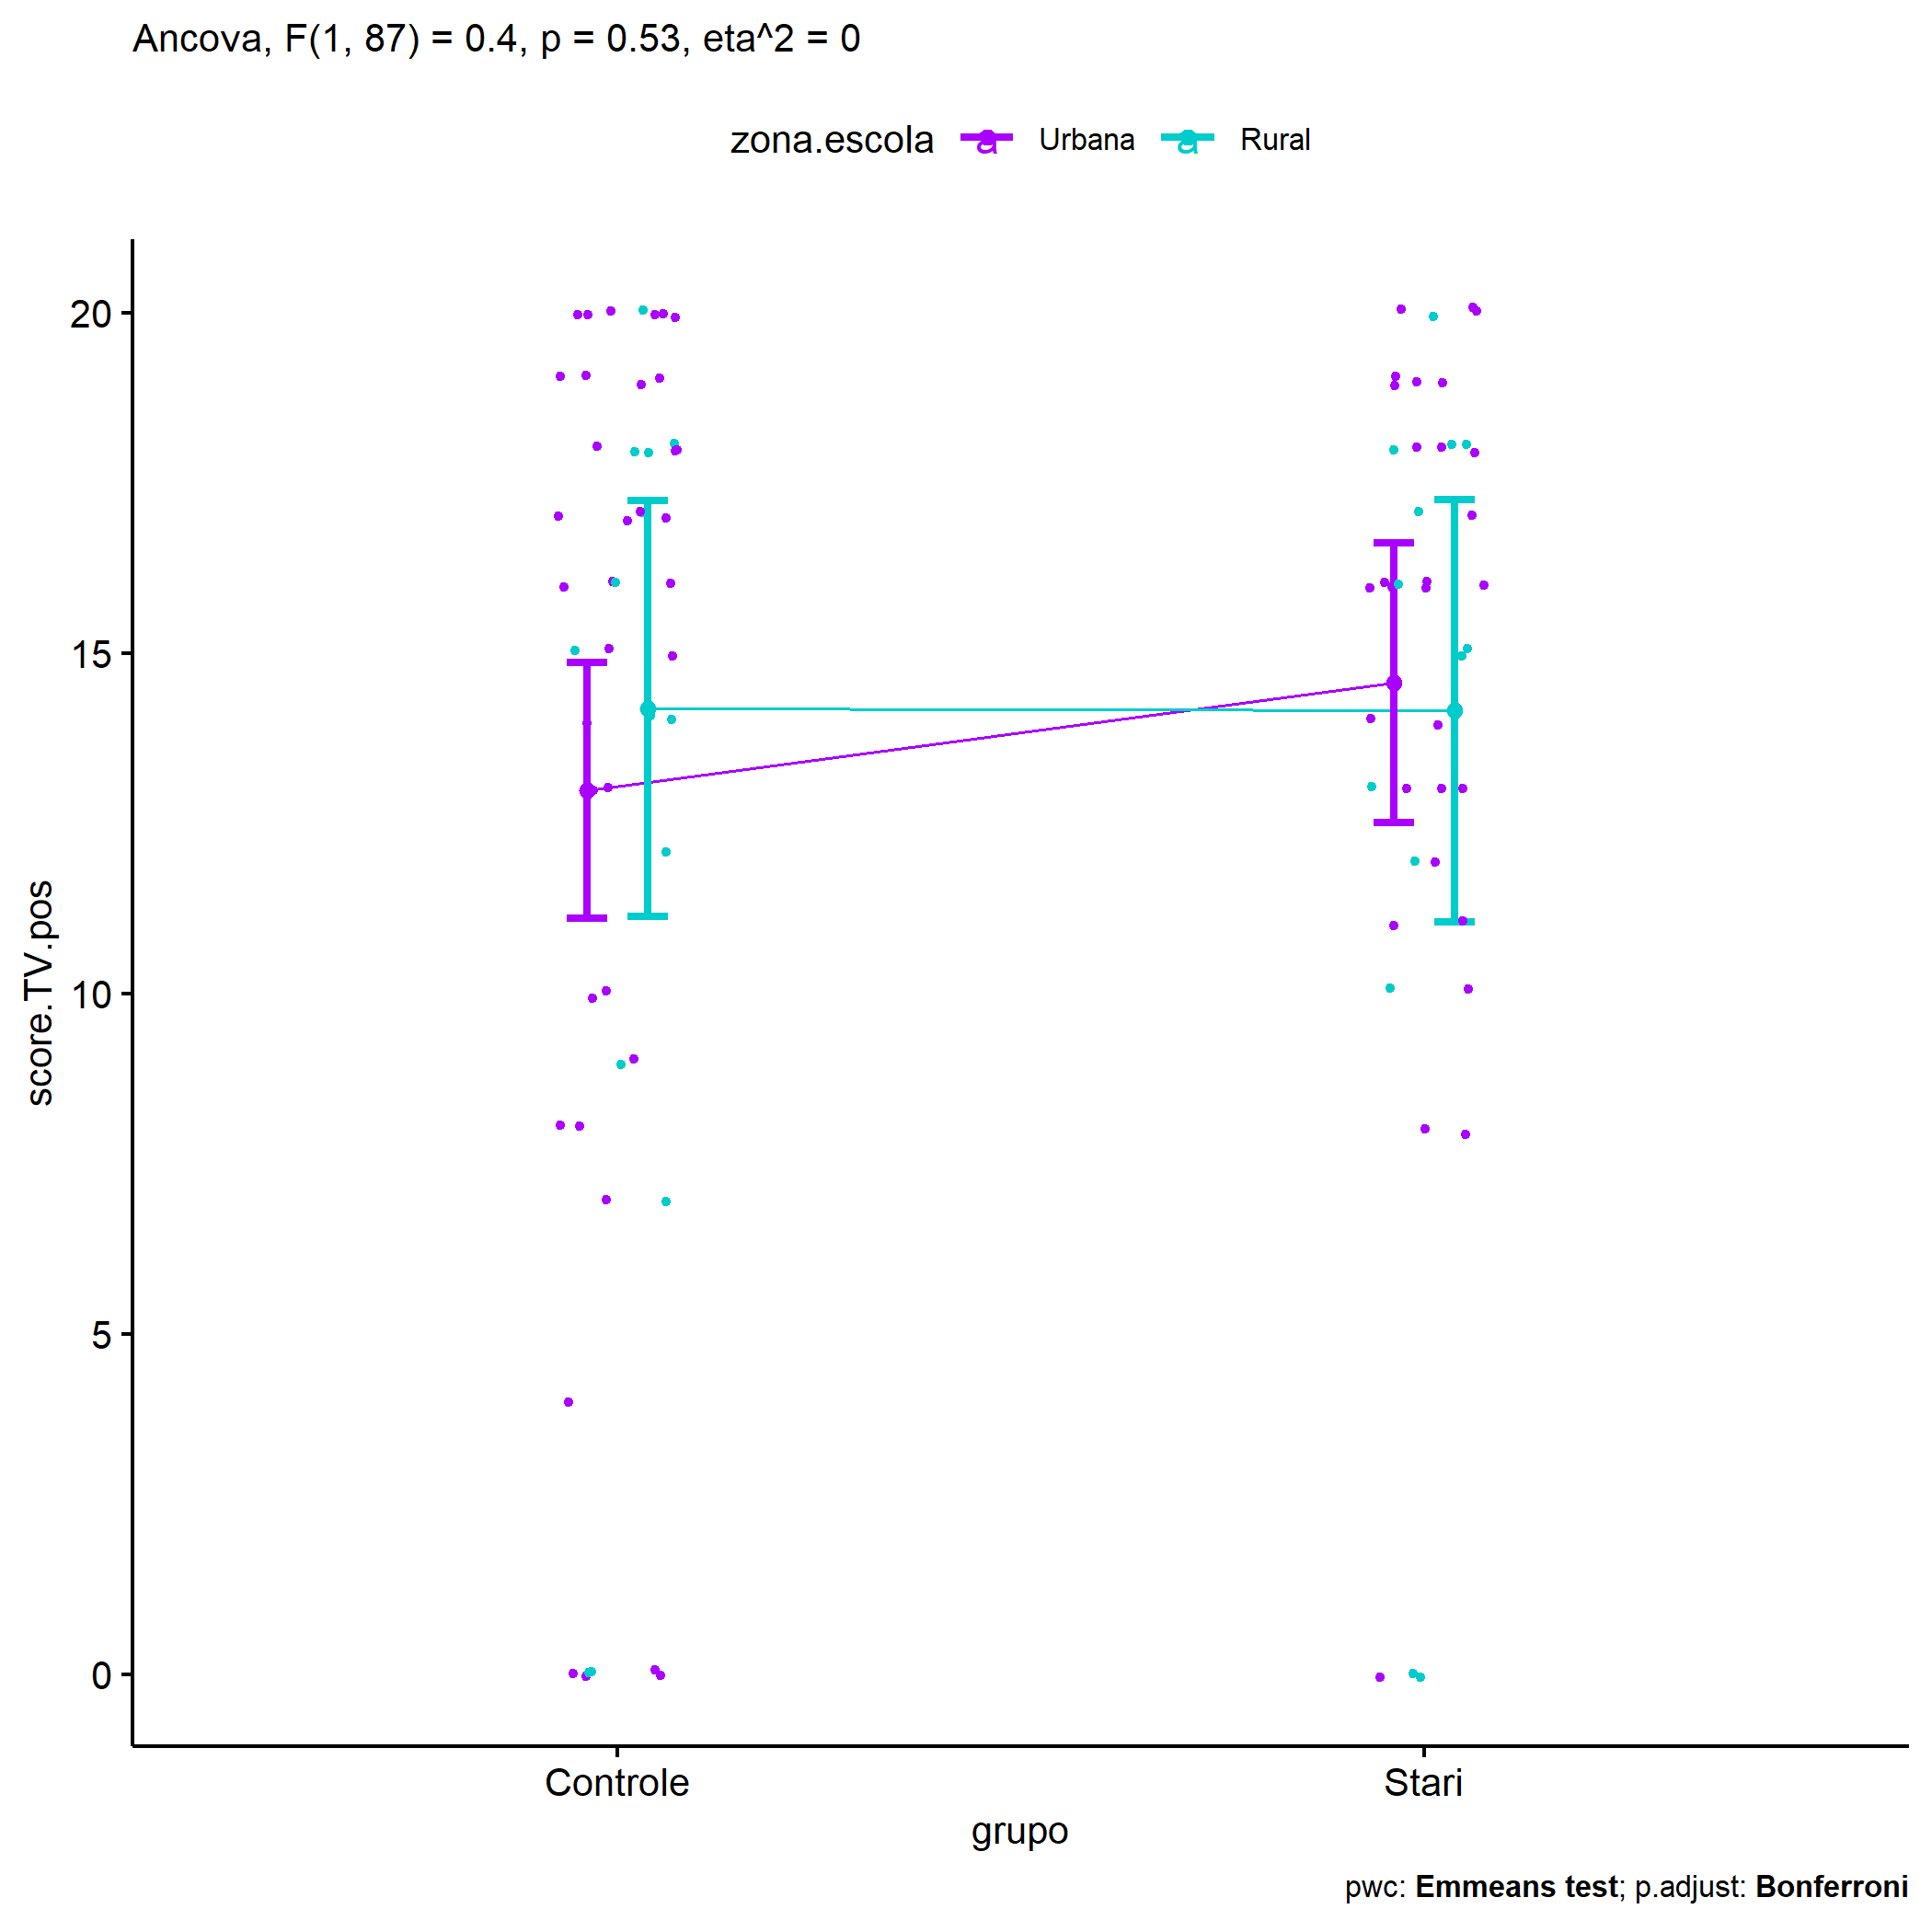 Ancova, F(1, 87) = 0.4, p = 0.53, eta^2 = 0
zona.escola a Urbana a Rural
20
15
10
5
0
score.TV.pos
Controle Stari
grupo
pwc: Emmeans test; p.adjust: Bonferroni